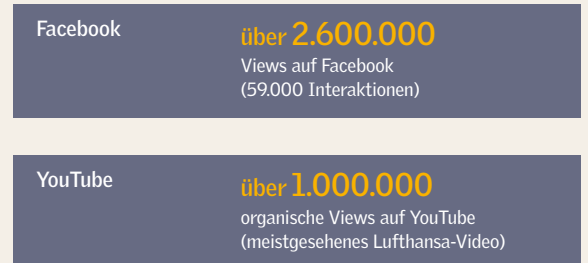 Facebook
über 2.600.000
Views auf Facebook
(59.000 Interaktionen)
YouTube
über 1.000.000
organische Views auf YouTube
(meistgesehenes Lufthansa-Video)